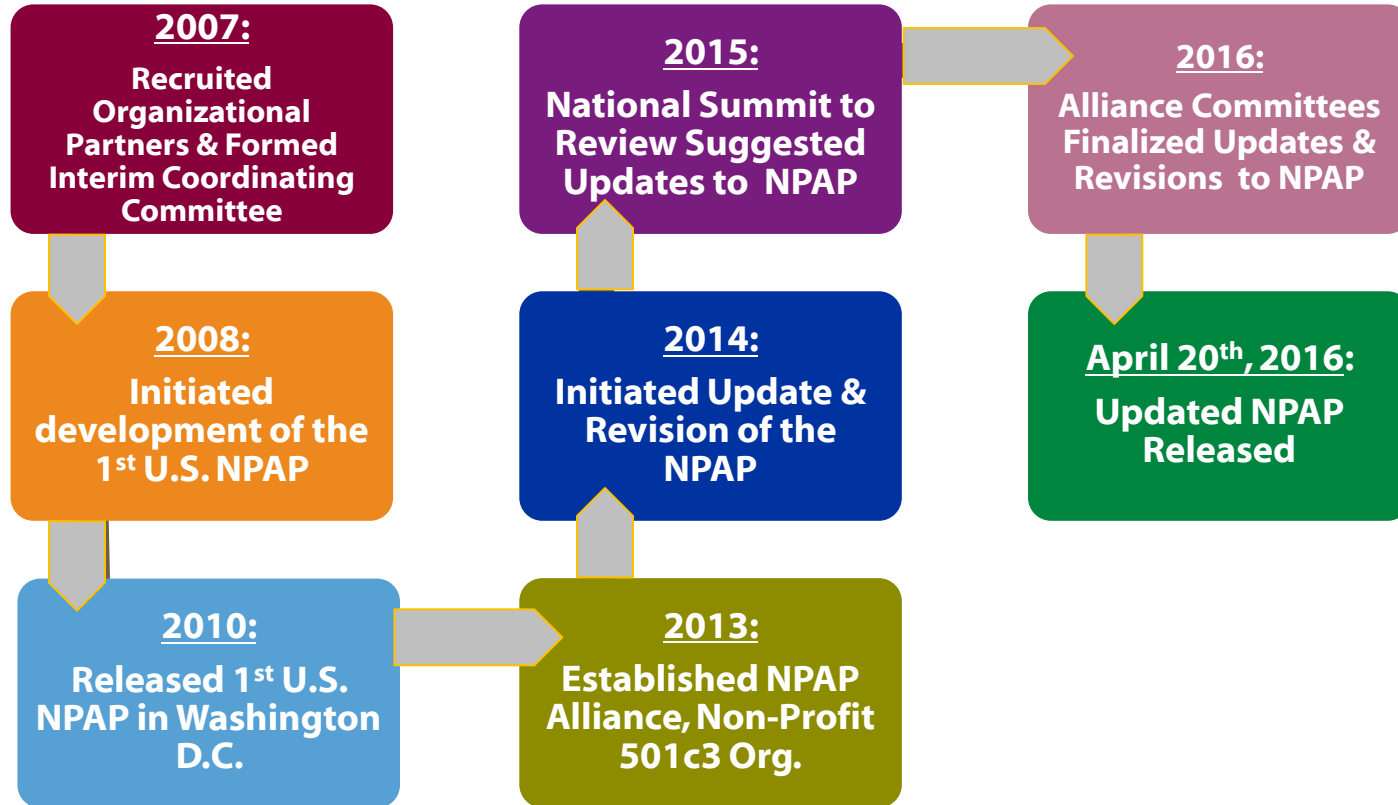 2007:
Recruited
Organizational
Partners & Formed
Interim Coordinating
Committee
2008:
Initiated
development of the
1st U.S. NPAP
2010:
Released 1st U.S.
NPAP in Washington
D.C.
2013:
Established NPAP
Alliance, Non-Profit
501c3 Org.
2014:
Initiated Update &
Revision of the
NPAP
2015:
National Summit to
Review Suggested
Updates to NPAP
2016:
Alliance Committees
Finalized Updates &
Revisions to NPAP
April 20th, 2016:
Updated NPAP
Released